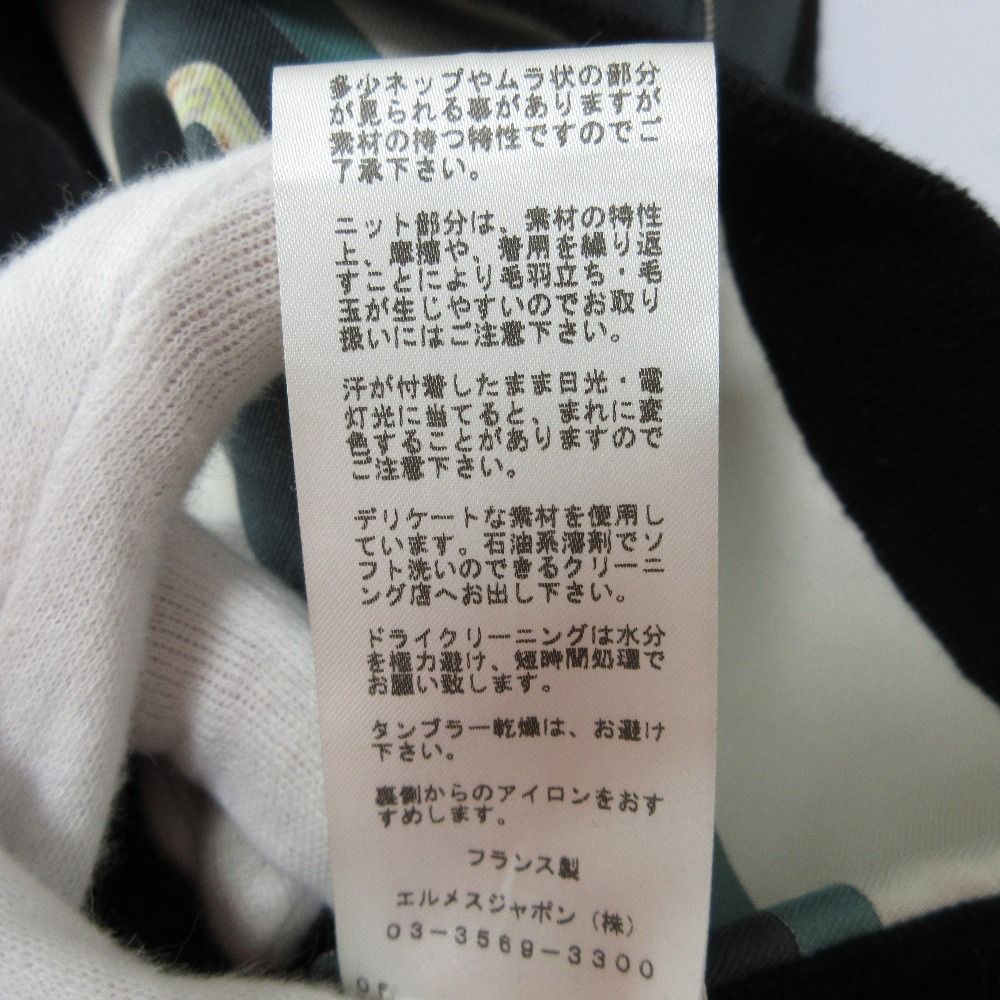 多少ネップやムラ状の部分
が見られる事がありますが
素材の持つ特性ですのでご
了承下さい。
ニット部分は、素材の特性
上、摩擦や、着用を繰り返
すことにより毛羽立ち・毛
玉が生じやすいのでお取り
扱いにはご注意下さい。
汗が付着したまま日光・電
灯光に当てると、まれに変
色することがありますので
ご注意下さい。
デリケートな素材を使用し
ています。石油系溶剤でソ
フト洗いのできるクリーニ
ング店へお出し下さい。
ドライクリーニングは水分
を極力避け、短時間処理で
お願い致します。
タンブラー乾燥は、お避け
下さい。
裏側からのアイロンをおす
すめします。
フランス製
エルメスジャポン（株）
03-3569-3300